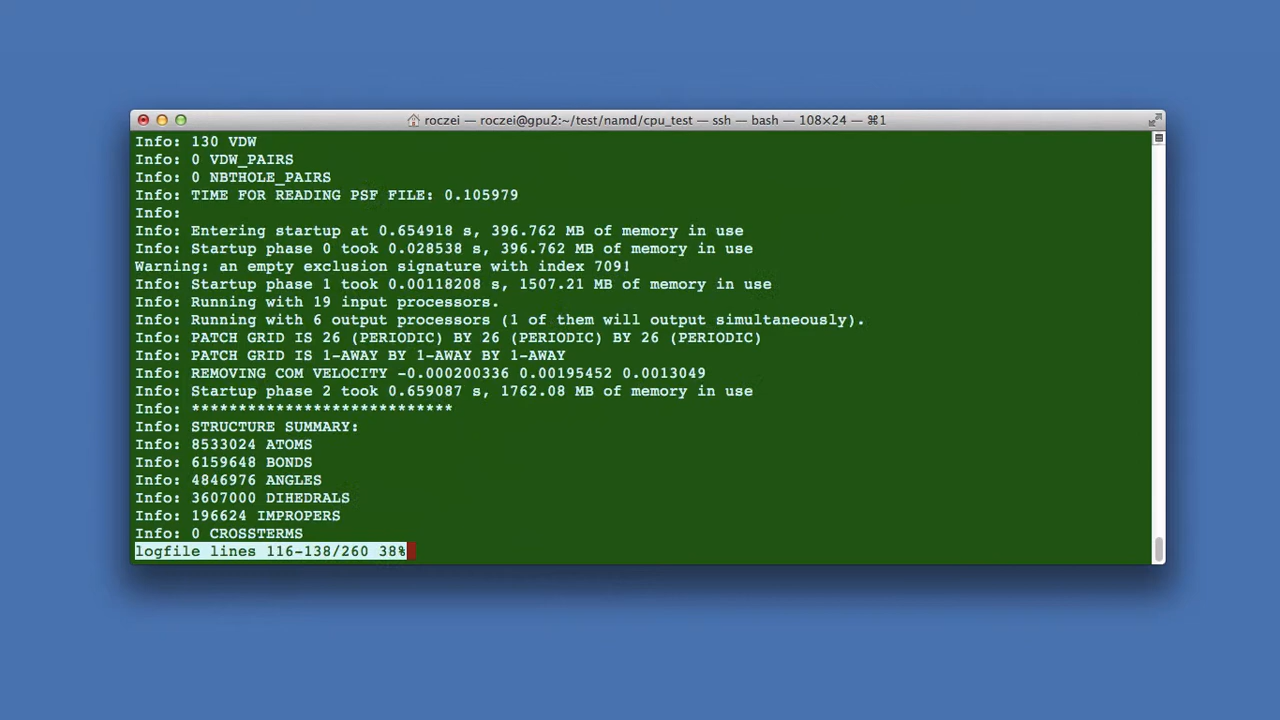 roczei — roczei@gpu2:~/test/namd/cpu_test — ssh — bash — 108×24 — ⌘1
Info: 130 VDW
Info: 0 VDW_PAIRS
Info: 0 NBTHOLE_PAIRS
Info: TIME FOR READING PSF FILE: 0.105979
Info:
Info: Entering startup at 0.654918 s, 396.762 MB of memory in use
Info: Startup phase 0 took 0.028538 s, 396.762 MB of memory in use
Warning: an empty exclusion signature with index 709!
Info: Startup phase 1 took 0.00118208 s, 1507.21 MB of memory in use
Info: Running with 19 input processors.
Info: Running with 6 output processors (1 of them will output simultaneously).
Info: PATCH GRID IS 26 (PERIODIC) BY 26 (PERIODIC) BY 26 (PERIODIC)
Info: PATCH GRID IS 1-AWAY BY 1-AWAY BY 1-AWAY
Info: REMOVING COM VELOCITY -0.000200336 0.00195452 0.0013049
Info: Startup phase 2 took 0.659087 s, 1762.08 MB of memory in use
Info: ****************************
Info: STRUCTURE SUMMARY:
Info: 8533024 ATOMS
Info: 6159648 BONDS
Info: 4846976 ANGLES
Info: 3607000 DIHEDRALS
Info: 196624 IMPROPERS
Info: 0 CROSSTERMS
logfile lines 116-138/260 38%